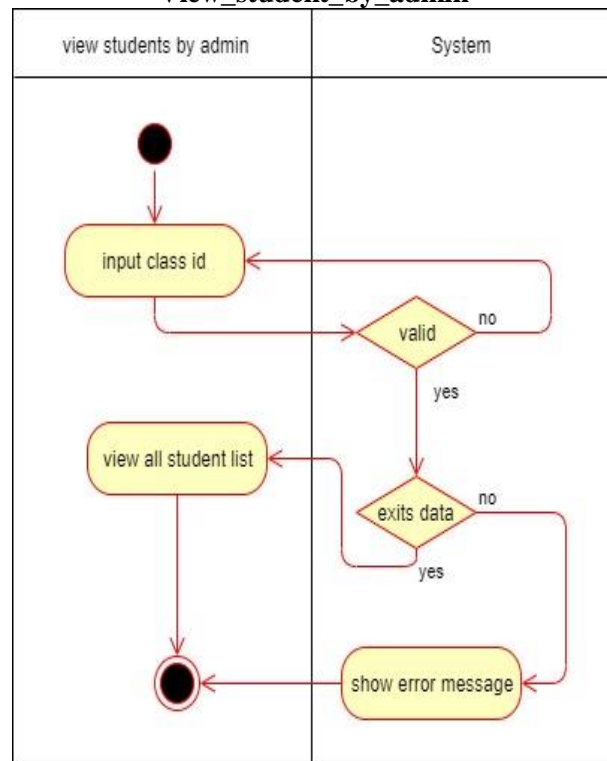 view_student_by_admin
view students by admin
System
input class id
valid
no
yes
view all student list
exits data
no
yes
show error message